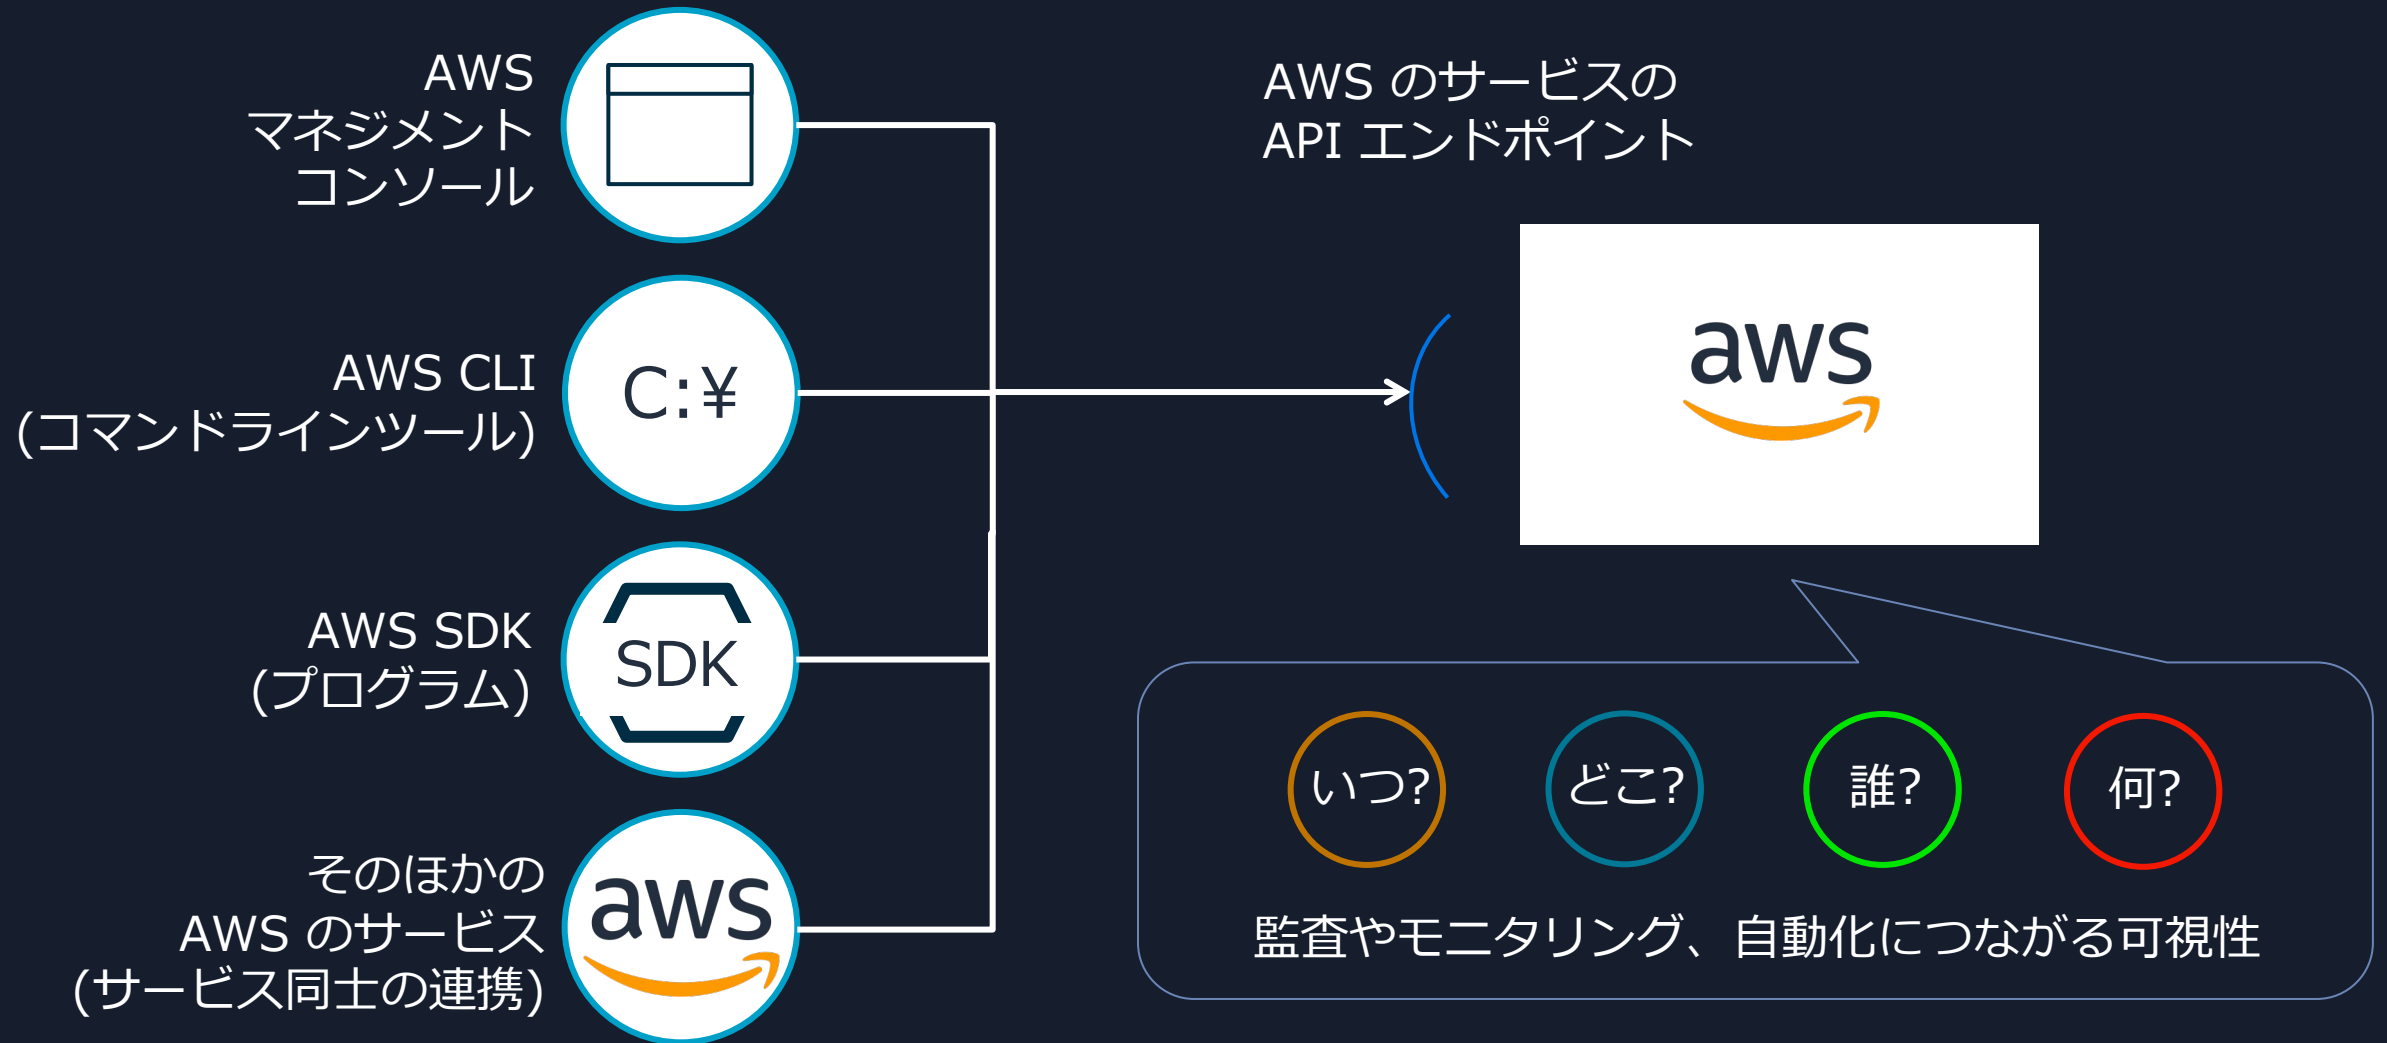 AWS
マネジメント
コンソール
AWS CLI
(コマンドラインツール)
C:¥
AWS SDK
(プログラム)
SDK
そのほかの
AWS のサービス
(サービス同士の連携)
aws
AWS のサービスの
API エンドポイント
aws
いつ?
どこ?
誰?
何?
監査やモニタリング、自動化につながる可視性